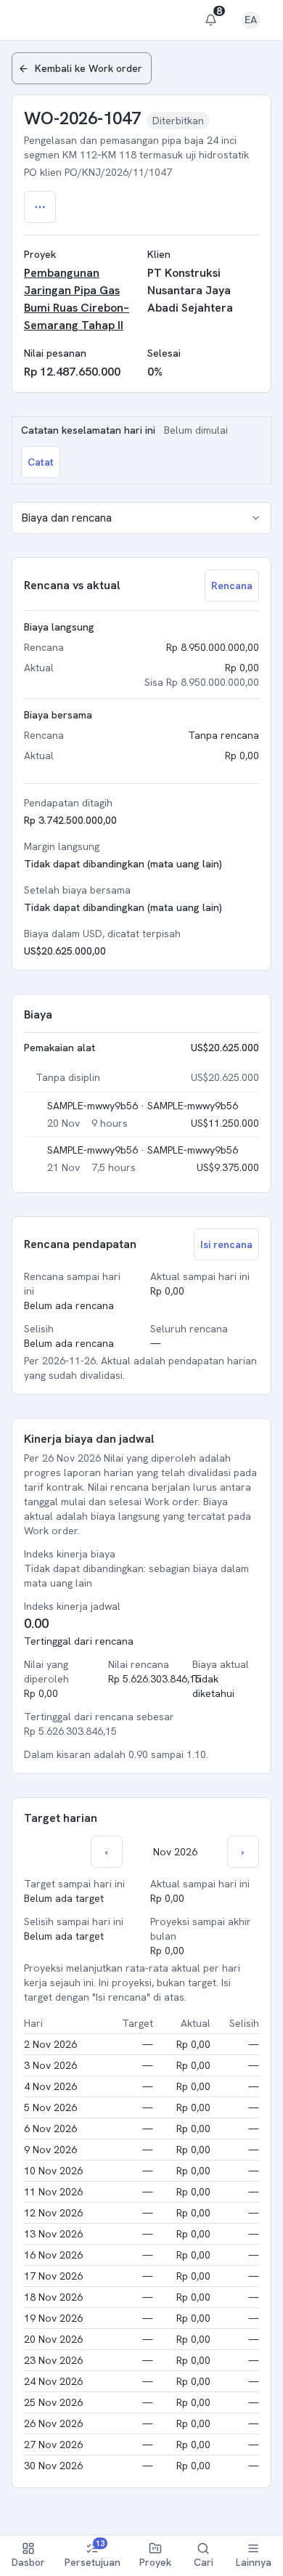 8
EA
← Kembali ke Work order
WO-2026-1047 Diterbitkan
Pengelasan dan pemasangan pipa baja 24 inci
segmen KM 112–KM 118 termasuk uji hidrostatik
PO klien PO/KNJ/2026/11/1047
...
Proyek
Pembangunan
Jaringan Pipa Gas
Bumi Ruas Cirebon–
Semarang Tahap II
Klien
PT Konstruksi
Nusantara Jaya
Abadi Sejahtera
Nilai pesanan
Rp 12.487.650.000
Selesai
0%
Catatan keselamatan hari ini Belum dimulai
Catat
Biaya dan rencana
Rencana vs aktual
Rencana
Biaya langsung
Rencana Rp 8.950.000.000,00
Aktual Rp 0,00
Sisa Rp 8.950.000.000,00
Biaya bersama
Rencana Tanpa rencana
Aktual Rp 0,00
Pendapatan ditagih
Rp 3.742.500.000,00
Margin langsung
Tidak dapat dibandingkan (mata uang lain)
Setelah biaya bersama
Tidak dapat dibandingkan (mata uang lain)
Biaya dalam USD, dicatat terpisah
US$20.625.000,00
Biaya
Pemakaian alat US$20.625.000
Tanpa disiplin US$20.625.000
SAMPLE-mwwy9b56 · SAMPLE-mwwy9b56
20 Nov 9 hours US$11.250.000
SAMPLE-mwwy9b56 · SAMPLE-mwwy9b56
21 Nov 7,5 hours US$9.375.000
Rencana pendapatan
Isi rencana
Rencana sampai hari
ini
Belum ada rencana
Aktual sampai hari ini
Rp 0,00
Selisih
Belum ada rencana
Seluruh rencana
—
Per 2026-11-26. Aktual adalah pendapatan harian
yang sudah divalidasi.
Kinerja biaya dan jadwal
Per 26 Nov 2026 Nilai yang diperoleh adalah
progres laporan harian yang telah divalidasi pada
tarif kontrak. Nilai rencana berjalan lurus antara
tanggal mulai dan selesai Work order. Biaya
aktual adalah biaya langsung yang tercatat pada
Work order.
Indeks kinerja biaya
Tidak dapat dibandingkan: sebagian biaya dalam
mata uang lain
Indeks kinerja jadwal
0.00
Tertinggal dari rencana
Nilai yang
diperoleh
Rp 0,00
Nilai rencana
Rp 5.626.303.846,15
Biaya aktual
Tidak
diketahui
Tertinggal dari rencana sebesar
Rp 5.626.303.846,15
Dalam kisaran adalah 0.90 sampai 1.10.
Target harian
‹ Nov 2026 ›
Target sampai hari ini
Belum ada target
Aktual sampai hari ini
Rp 0,00
Selisih sampai hari ini
Belum ada target
Proyeksi sampai akhir
bulan
Rp 0,00
Proyeksi melanjutkan rata-rata aktual per hari
kerja sejauh ini. Ini proyeksi, bukan target. Isi
target dengan "Isi rencana" di atas.
Hari Target Aktual Selisih
2 Nov 2026 — Rp 0,00 —
3 Nov 2026 — Rp 0,00 —
4 Nov 2026 — Rp 0,00 —
5 Nov 2026 — Rp 0,00 —
6 Nov 2026 — Rp 0,00 —
9 Nov 2026 — Rp 0,00 —
10 Nov 2026 — Rp 0,00 —
11 Nov 2026 — Rp 0,00 —
12 Nov 2026 — Rp 0,00 —
13 Nov 2026 — Rp 0,00 —
16 Nov 2026 — Rp 0,00 —
17 Nov 2026 — Rp 0,00 —
18 Nov 2026 — Rp 0,00 —
19 Nov 2026 — Rp 0,00 —
20 Nov 2026 — Rp 0,00 —
23 Nov 2026 — Rp 0,00 —
24 Nov 2026 — Rp 0,00 —
25 Nov 2026 — Rp 0,00 —
26 Nov 2026 — Rp 0,00 —
27 Nov 2026 — Rp 0,00 —
30 Nov 2026 — Rp 0,00 —
13
Dasbor Persetujuan Proyek Cari Lainnya